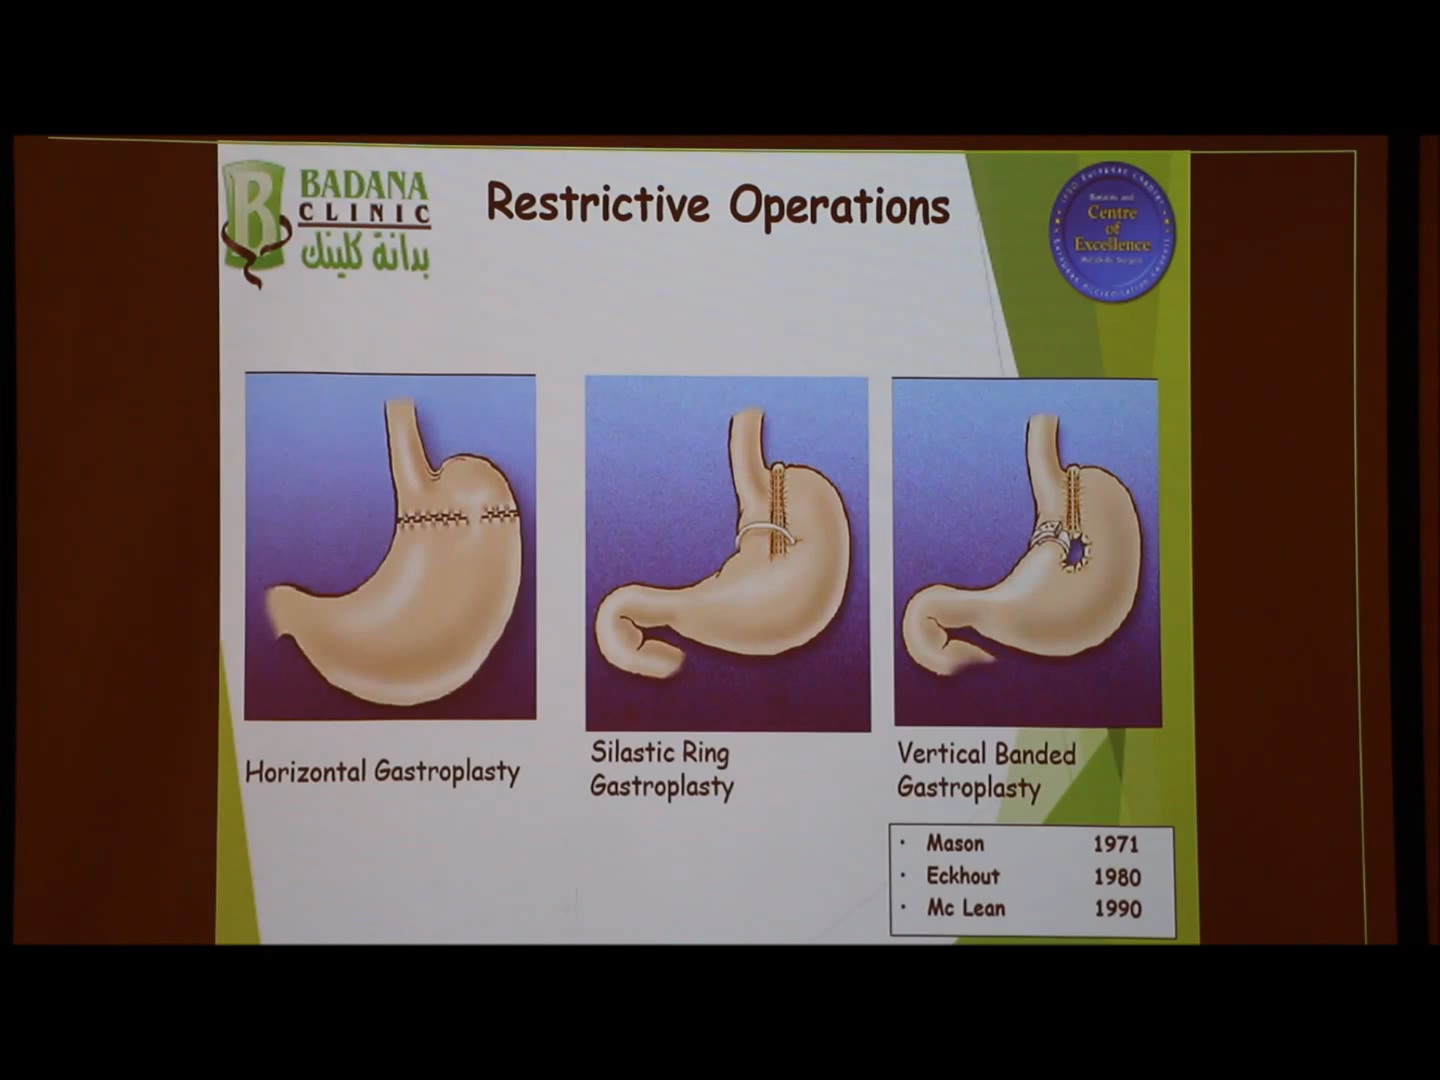 BADANA
CLINIC
بدانة كلينك
Restrictive Operations
Centre
of
Excellence
Horizontal Gastroplasty
Silastic Ring
Gastroplasty
Vertical Banded
Gastroplasty
· Mason 1971
· Eckhout 1980
· Mc Lean 1990